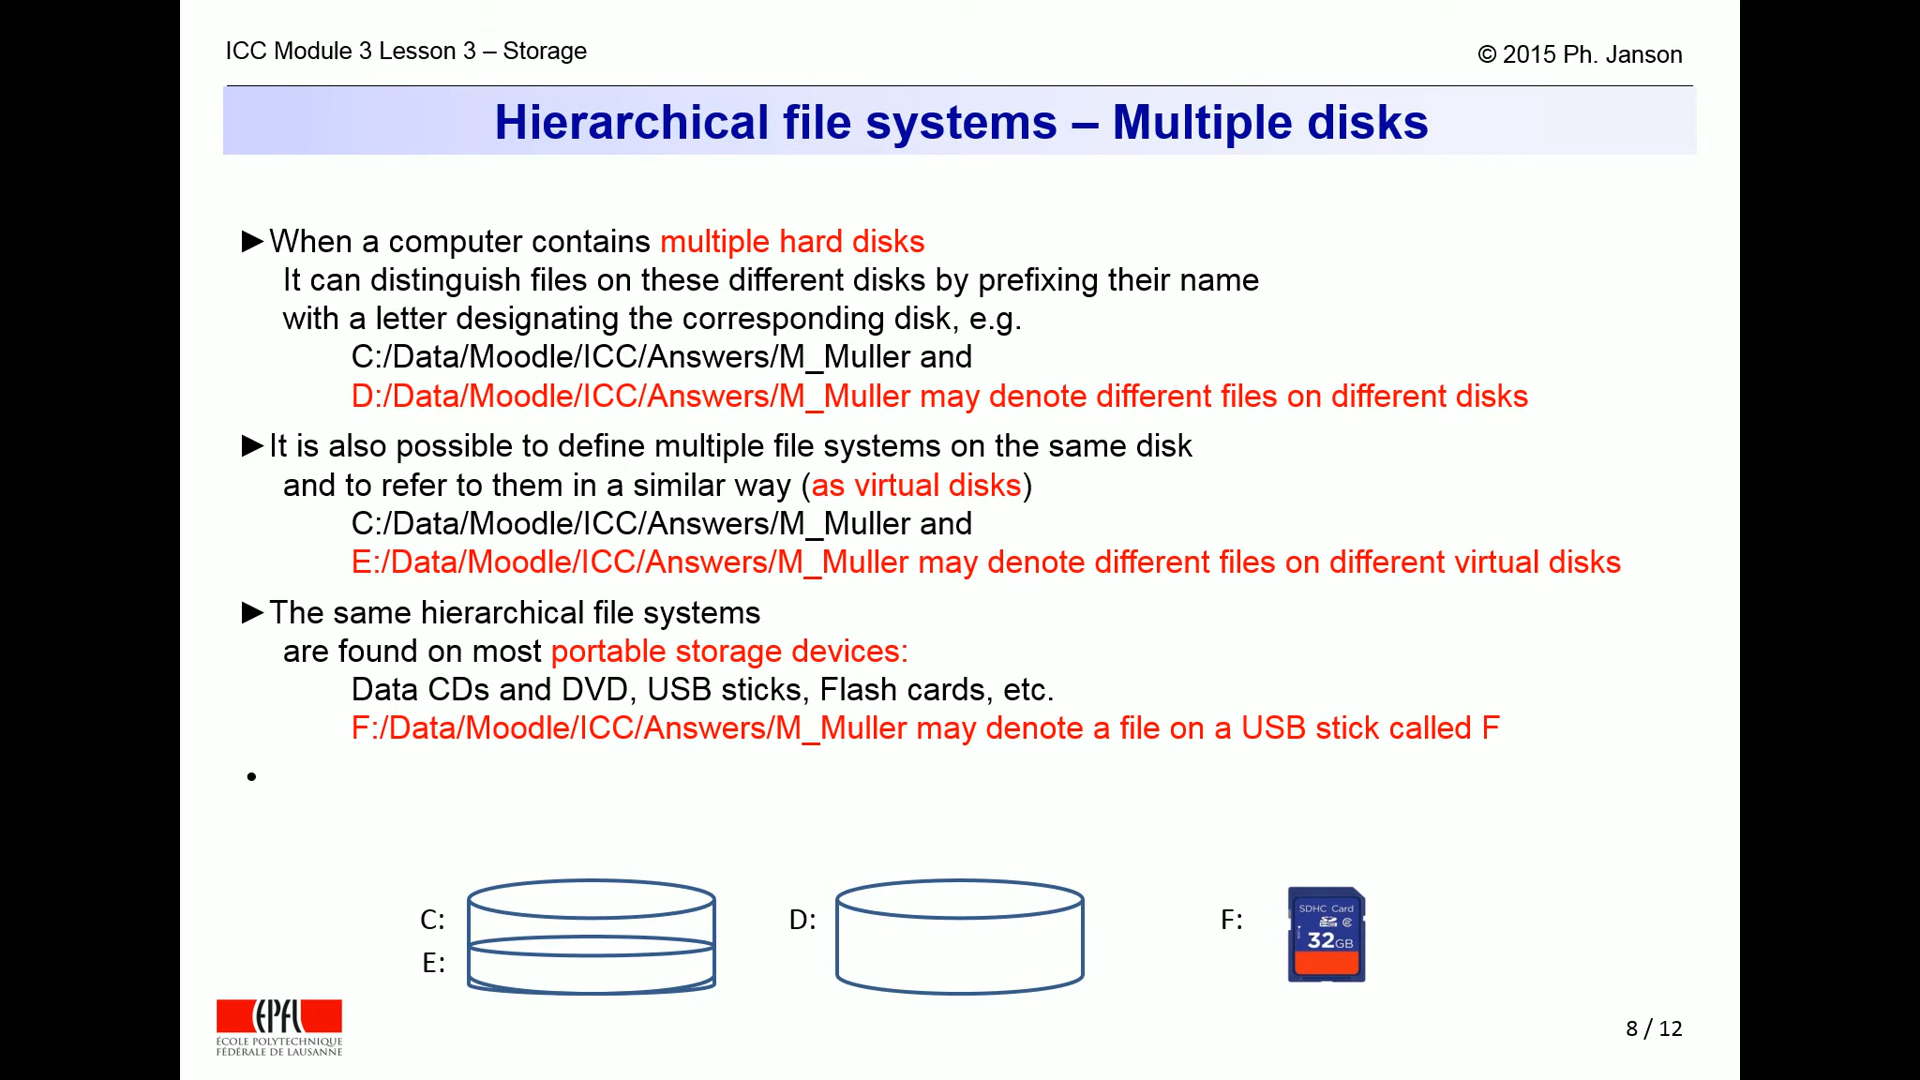 ICC Module 3 Lesson 3 – Storage
© 2015 Ph. Janson
Hierarchical file systems – Multiple disks
►When a computer contains multiple hard disks
It can distinguish files on these different disks by prefixing their name
with a letter designating the corresponding disk, e.g.
C:/Data/Moodle/ICC/Answers/M_Muller and
D:/Data/Moodle/ICC/Answers/M_Muller may denote different files on different disks
►It is also possible to define multiple file systems on the same disk
and to refer to them in a similar way (as virtual disks)
C:/Data/Moodle/ICC/Answers/M_Muller and
E:/Data/Moodle/ICC/Answers/M_Muller may denote different files on different virtual disks
►The same hierarchical file systems
are found on most portable storage devices:
Data CDs and DVD, USB sticks, Flash cards, etc.
F:/Data/Moodle/ICC/Answers/M_Muller may denote a file on a USB stick called F
•
C:
E:
D:
F:
SDHC Card
32GB
EPFL
ÉCOLE POLYTECHNIQUE
FÉDÉRALE DE LAUSANNE
8 / 12